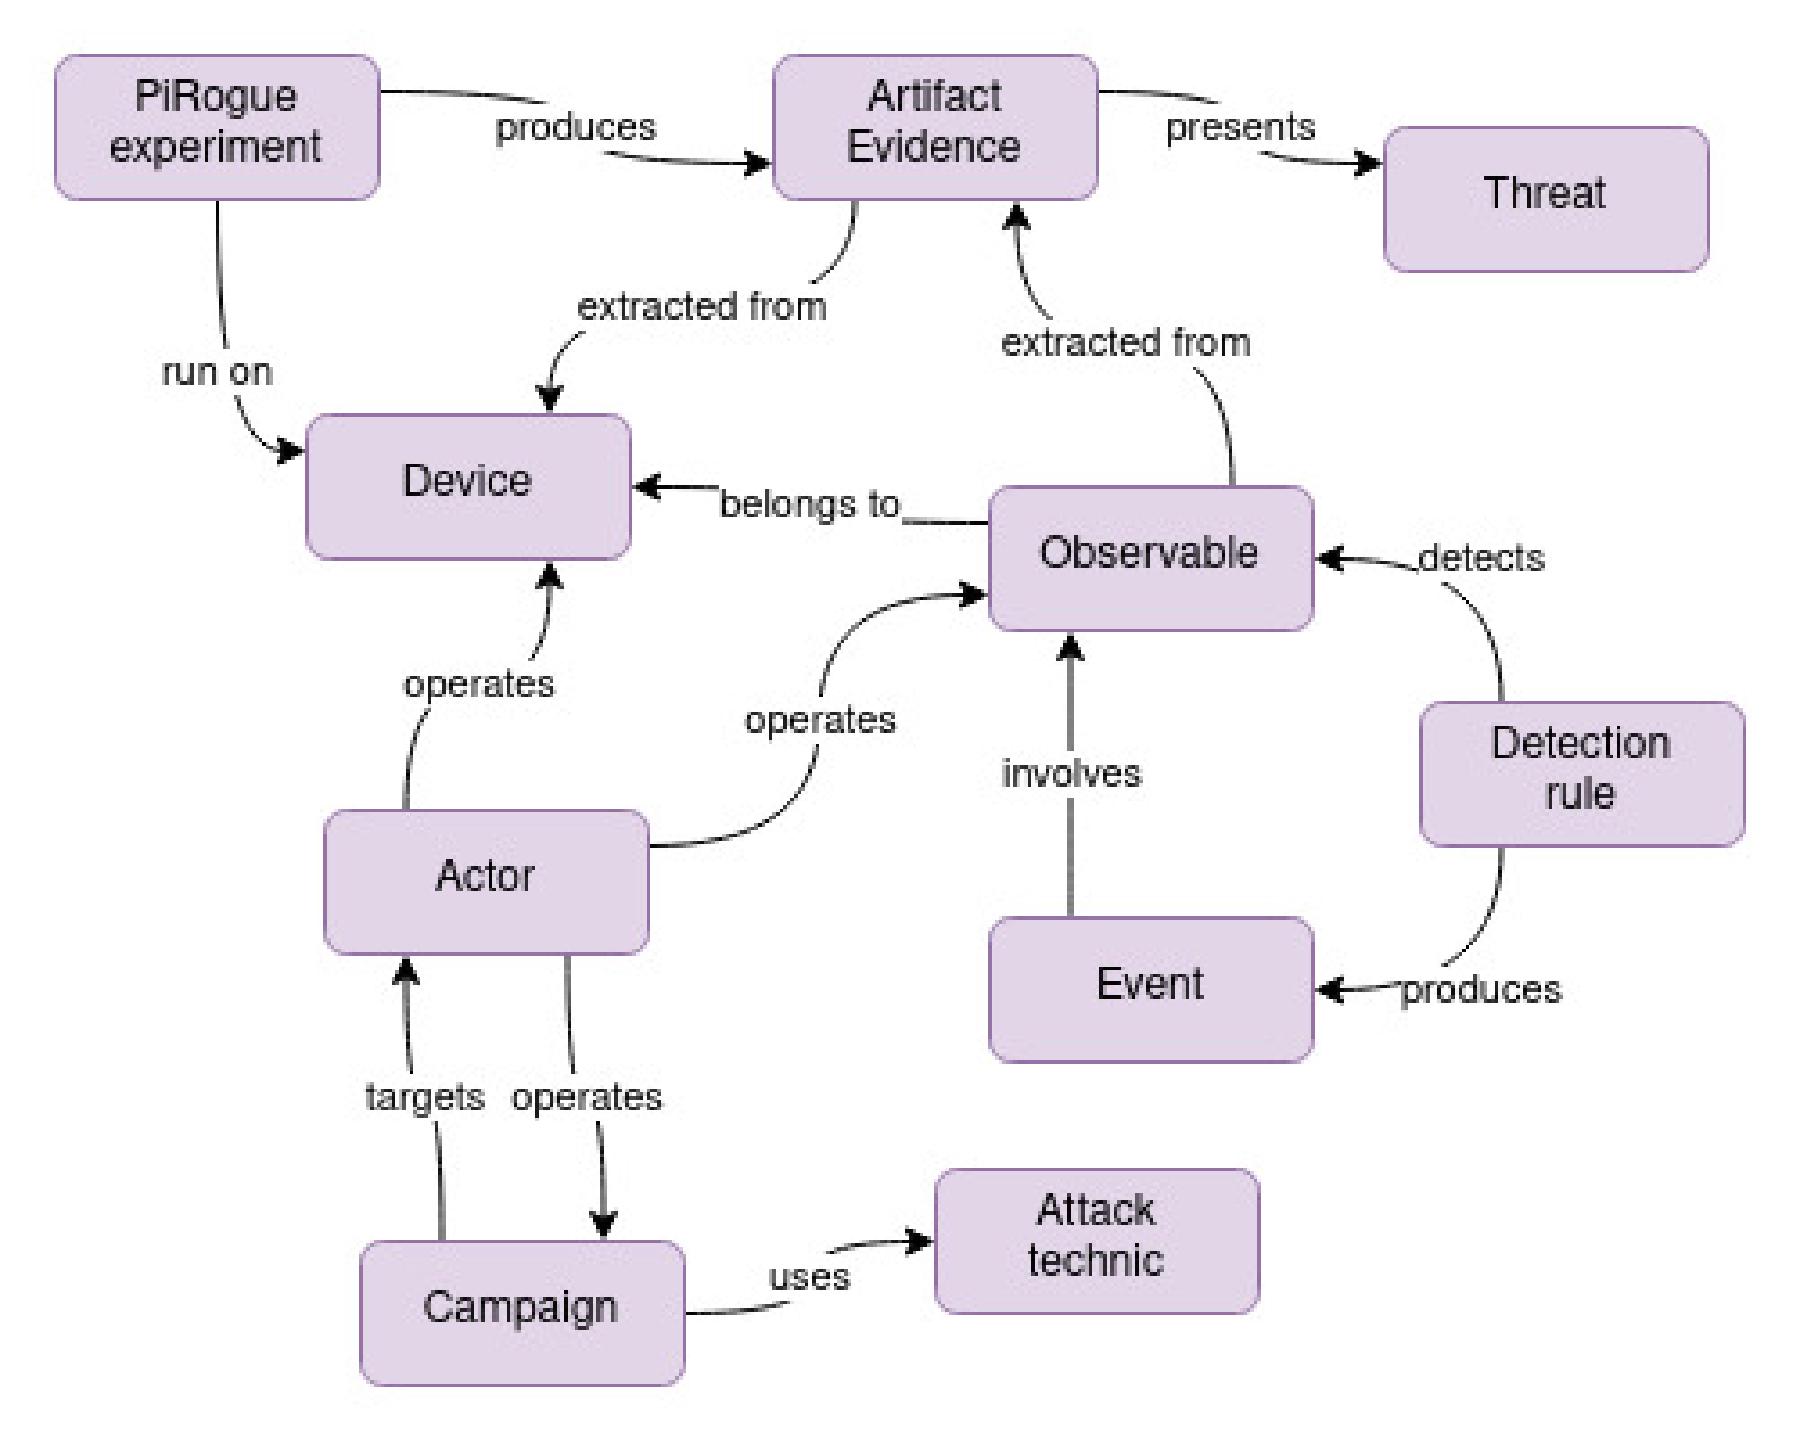 PiRogue
experiment
produces
Artifact
Evidence
presents
Threat
extracted from
extracted from
run on
Device
belongs to
Observable
detects
operates
operates
involves
Detection
rule
Actor
Event
produces
targets
operates
Attack
technic
uses
Campaign